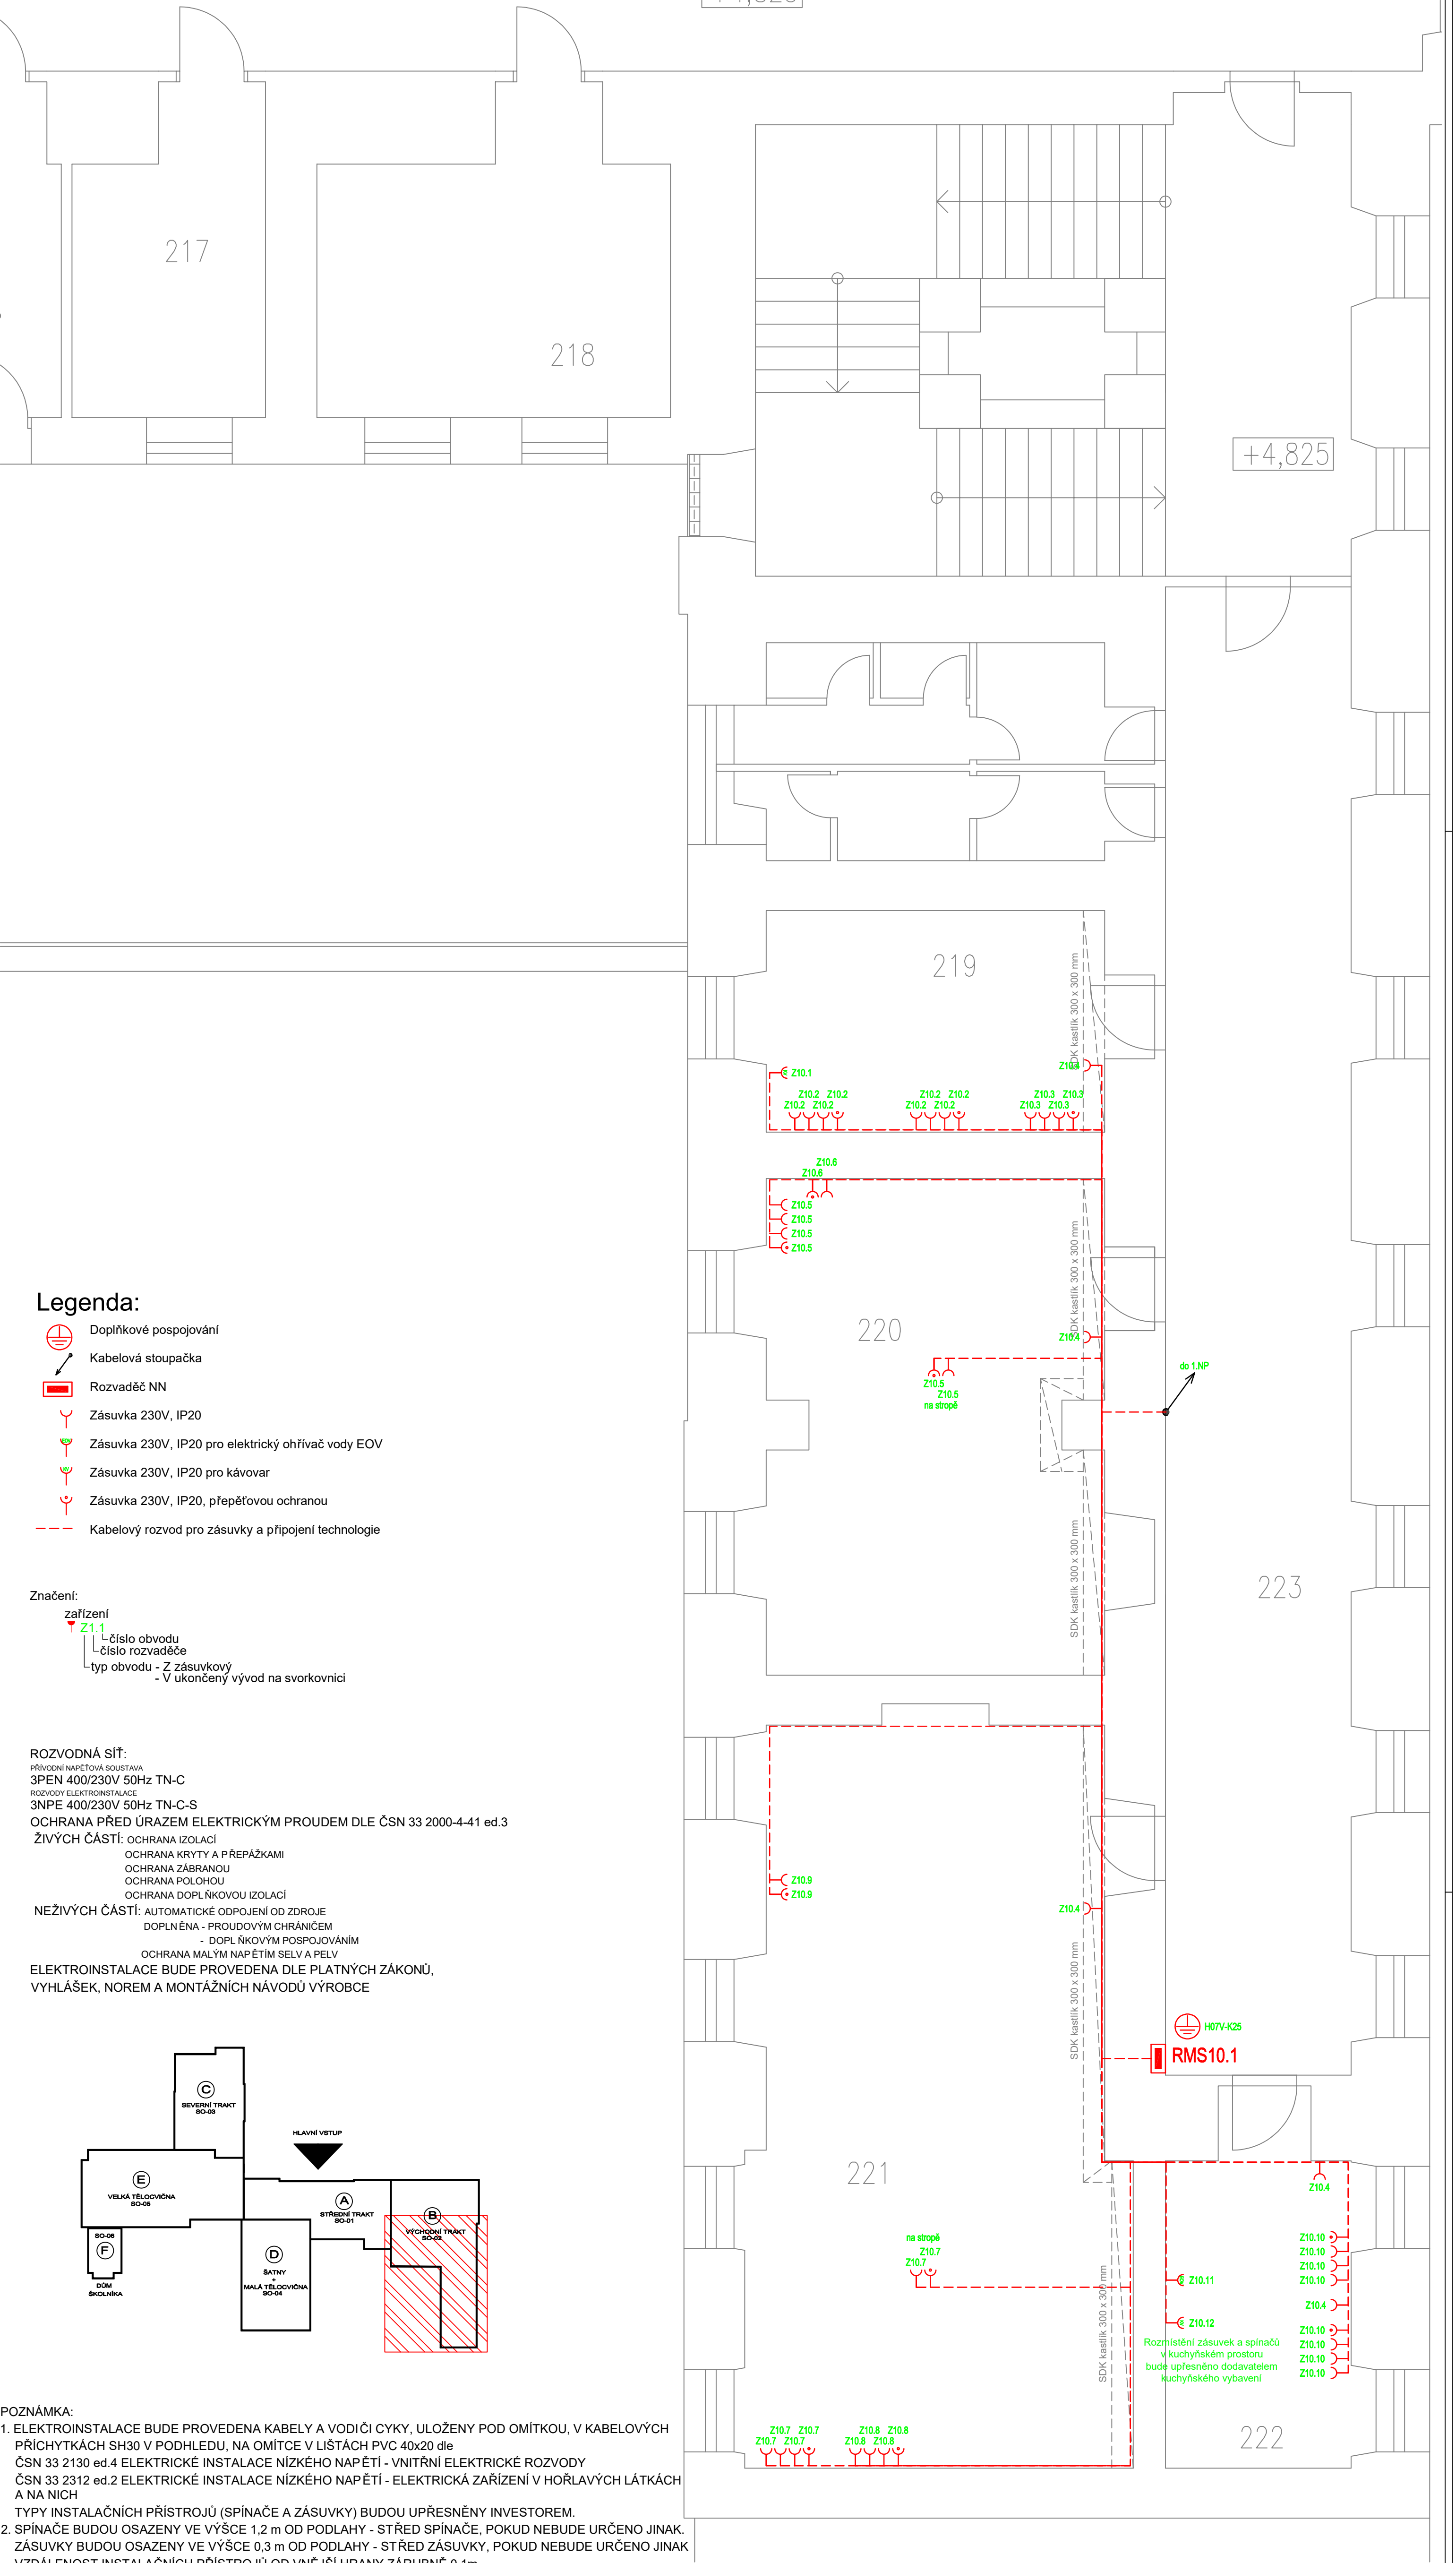 217
218
+4,825
219
SDK kastlík 300 x 300 mm
Z10.1
Z10.4
Z10.2 Z10.2
Z10.2 Z10.2
Z10.2 Z10.2
Z10.2 Z10.2
Z10.3 Z10.3
Z10.3 Z10.3
Z10.6
Z10.6
Z10.5
Z10.5
Z10.5
Z10.5
SDK kastlík 300 x 300 mm
220
Z10.4
Z10.5
Z10.5
na stropě
do 1.NP
SDK kastlík 300 x 300 mm
223
Legenda:
Doplňkové pospojování
Kabelová stoupačka
Rozvaděč NN
Zásuvka 230V, IP20
Zásuvka 230V, IP20 pro elektrický ohřívač vody EOV
Zásuvka 230V, IP20 pro kávovar
Zásuvka 230V, IP20, přepěťovou ochranou
Kabelový rozvod pro zásuvky a připojení technologie
Značení:
zařízení
Z1.1
číslo obvodu
číslo rozvaděče
typ obvodu - Z zásuvkový
- V ukončený vývod na svorkovnici
ROZVODNÁ SÍŤ:
PŘÍVODNÍ NAPĚŤOVÁ SOUSTAVA
3PEN 400/230V 50Hz TN-C
ROZVODY ELEKTROINSTALACE
3NPE 400/230V 50Hz TN-C-S
OCHRANA PŘED ÚRAZEM ELEKTRICKÝM PROUDEM DLE ČSN 33 2000-4-41 ed.3
ŽIVÝCH ČÁSTÍ: OCHRANA IZOLACÍ
OCHRANA KRYTY A PŘEPÁŽKAMI
OCHRANA ZÁBRANOU
OCHRANA POLOHOU
OCHRANA DOPLŇKOVOU IZOLACÍ
NEŽIVÝCH ČÁSTÍ: AUTOMATICKÉ ODPOJENÍ OD ZDROJE
DOPLNĚNA - PROUDOVÝM CHRÁNIČEM
- DOPLŇKOVÝM POSPOJOVÁNÍM
OCHRANA MALÝM NAPĚTÍM SELV A PELV
ELEKTROINSTALACE BUDE PROVEDENA DLE PLATNÝCH ZÁKONŮ,
VYHLÁŠEK, NOREM A MONTÁŽNÍCH NÁVODŮ VÝROBCE
Z10.9
Z10.9
Z10.4
SDK kastlík 300 x 300 mm
H07V-K25
RMS10.1
221
Z10.4
na stropě
Z10.7
Z10.7
SDK kastlík 300 x 300 mm
Z10.11
Z10.12
Z10.10
Z10.10
Z10.10
Z10.10
Z10.4
Z10.10
Z10.10
Z10.10
Z10.10
Rozmístění zásuvek a spínačů
v kuchyňském prostoru
bude upřesněno dodavatelem
kuchyňského vybavení
222
Z10.7 Z10.7
Z10.7 Z10.7
Z10.8 Z10.8
Z10.8 Z10.8
C
SEVERNÍ TRAKT
SO-03
HLAVNÍ VSTUP
E
VELKÁ TĚLOCVIČNA
SO-05
A
STŘEDNÍ TRAKT
SO-01
B
VÝCHODNÍ TRAKT
SO-02
SO-06
F
DŮM
ŠKOLNÍKA
D
ŠATNY
+
MALÁ TĚLOCVIČNA
SO-04
POZNÁMKA:
1. ELEKTROINSTALACE BUDE PROVEDENA KABELY A VODIČI CYKY, ULOŽENY POD OMÍTKOU, V KABELOVÝCH
PŘÍCHYTKÁCH SH30 V PODHLEDU, NA OMÍTCE V LIŠTÁCH PVC 40x20 dle
ČSN 33 2130 ed.4 ELEKTRICKÉ INSTALACE NÍZKÉHO NAPĚTÍ - VNITŘNÍ ELEKTRICKÉ ROZVODY
ČSN 33 2312 ed.2 ELEKTRICKÉ INSTALACE NÍZKÉHO NAPĚTÍ - ELEKTRICKÁ ZAŘÍZENÍ V HOŘLAVÝCH LÁTKÁCH
A NA NICH
TYPY INSTALAČNÍCH PŘÍSTROJŮ (SPÍNAČE A ZÁSUVKY) BUDOU UPŘESNĚNY INVESTOREM.
2. SPÍNAČE BUDOU OSAZENY VE VÝŠCE 1,2 m OD PODLAHY - STŘED SPÍNAČE, POKUD NEBUDE URČENO JINAK.
ZÁSUVKY BUDOU OSAZENY VE VÝŠCE 0,3 m OD PODLAHY - STŘED ZÁSUVKY, POKUD NEBUDE URČENO JINAK